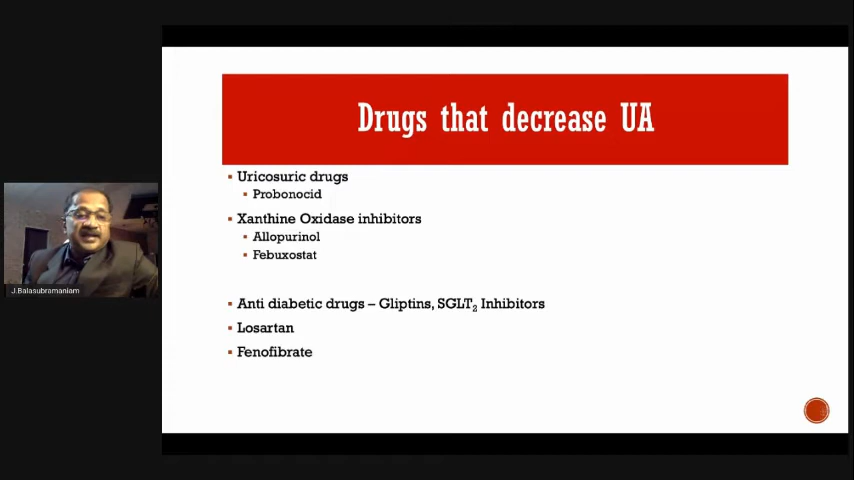 Drugs that decrease UA
Uricosuric drugs
Probonocid
Xanthine Oxidase inhibitors
Allopurinol
Febuxostat
Anti diabetic drugs – Gliptins, SGLT₂ Inhibitors
Losartan
Fenofibrate
J.Balasubramaniam